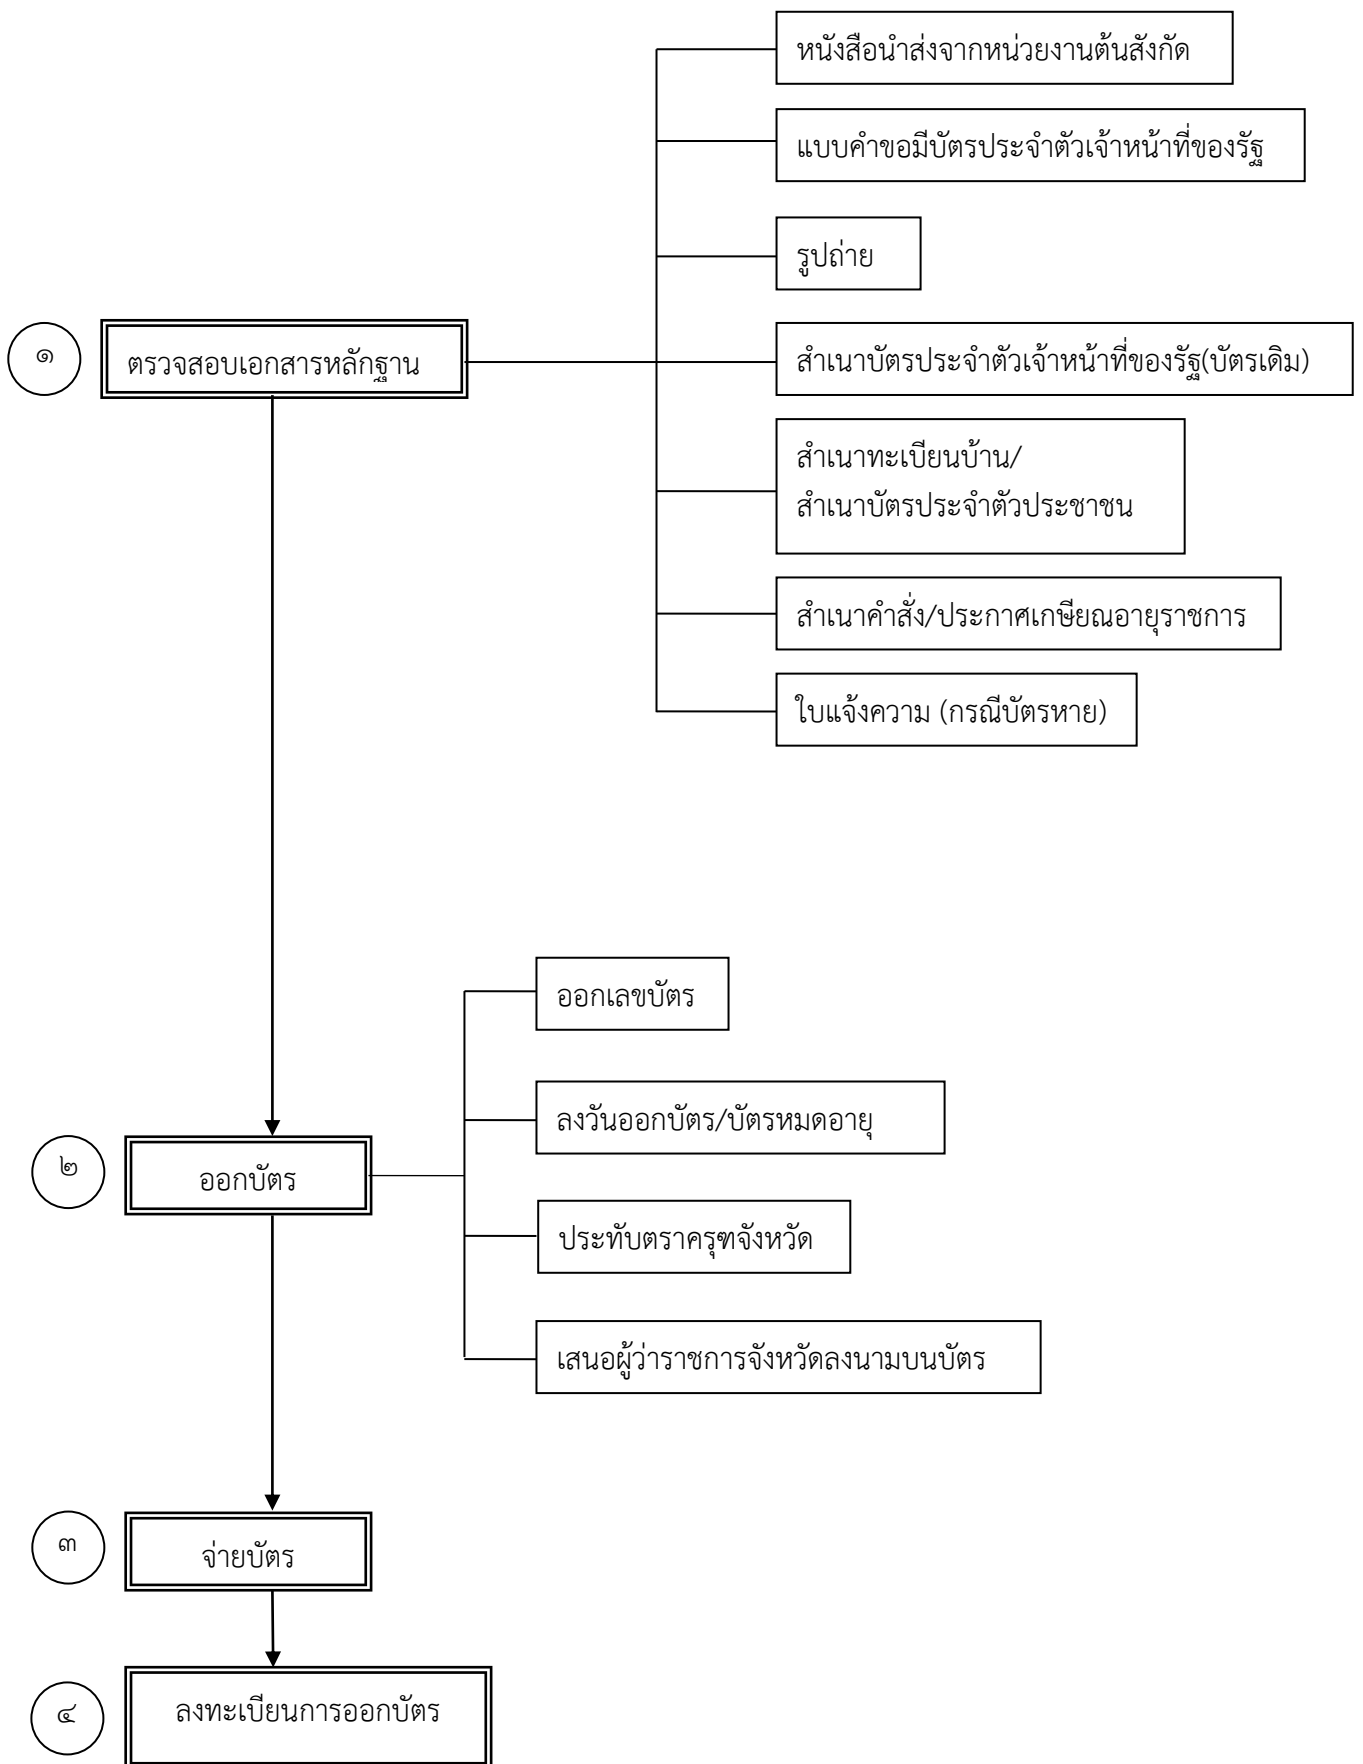 หนังสือนำส่งจากหน่วยงานต้นสังกัด
แบบคำขอมีบัตรประจำตัวเจ้าหน้าที่ของรัฐ
รูปถ่าย
๑
ตรวจสอบเอกสารหลักฐาน
สำเนาบัตรประจำตัวเจ้าหน้าที่ของรัฐ(บัตรเดิม)
สำเนาทะเบียนบ้าน/
สำเนาบัตรประจำตัวประชาชน
สำเนาคำสั่ง/ประกาศเกษียณอายุราชการ
ใบแจ้งความ (กรณีบัตรหาย)
ออกเลขบัตร
ลงวันออกบัตร/บัตรหมดอายุ
๒
ออกบัตร
ประทับตราครุฑจังหวัด
เสนอผู้ว่าราชการจังหวัดลงนามบนบัตร
๓
จ่ายบัตร
๔
ลงทะเบียนการออกบัตร